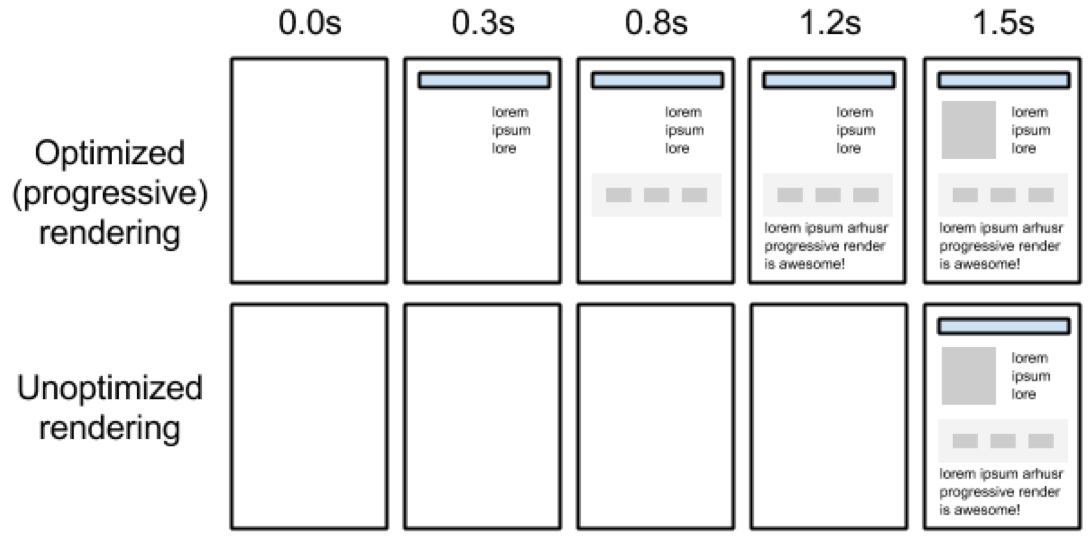 0.0s
0.3s
0.8s
1.2s
1.5s
Optimized
(progressive)
rendering
lorem
ipsum
lore
lorem
ipsum
lore
lorem
ipsum
lore
lorem ipsum arhusr
progressive render
is awesome!
lorem
ipsum
lore
lorem ipsum arhusr
progressive render
is awesome!
Unoptimized
rendering
lorem
ipsum
lore
lorem ipsum arhusr
progressive render
is awesome!